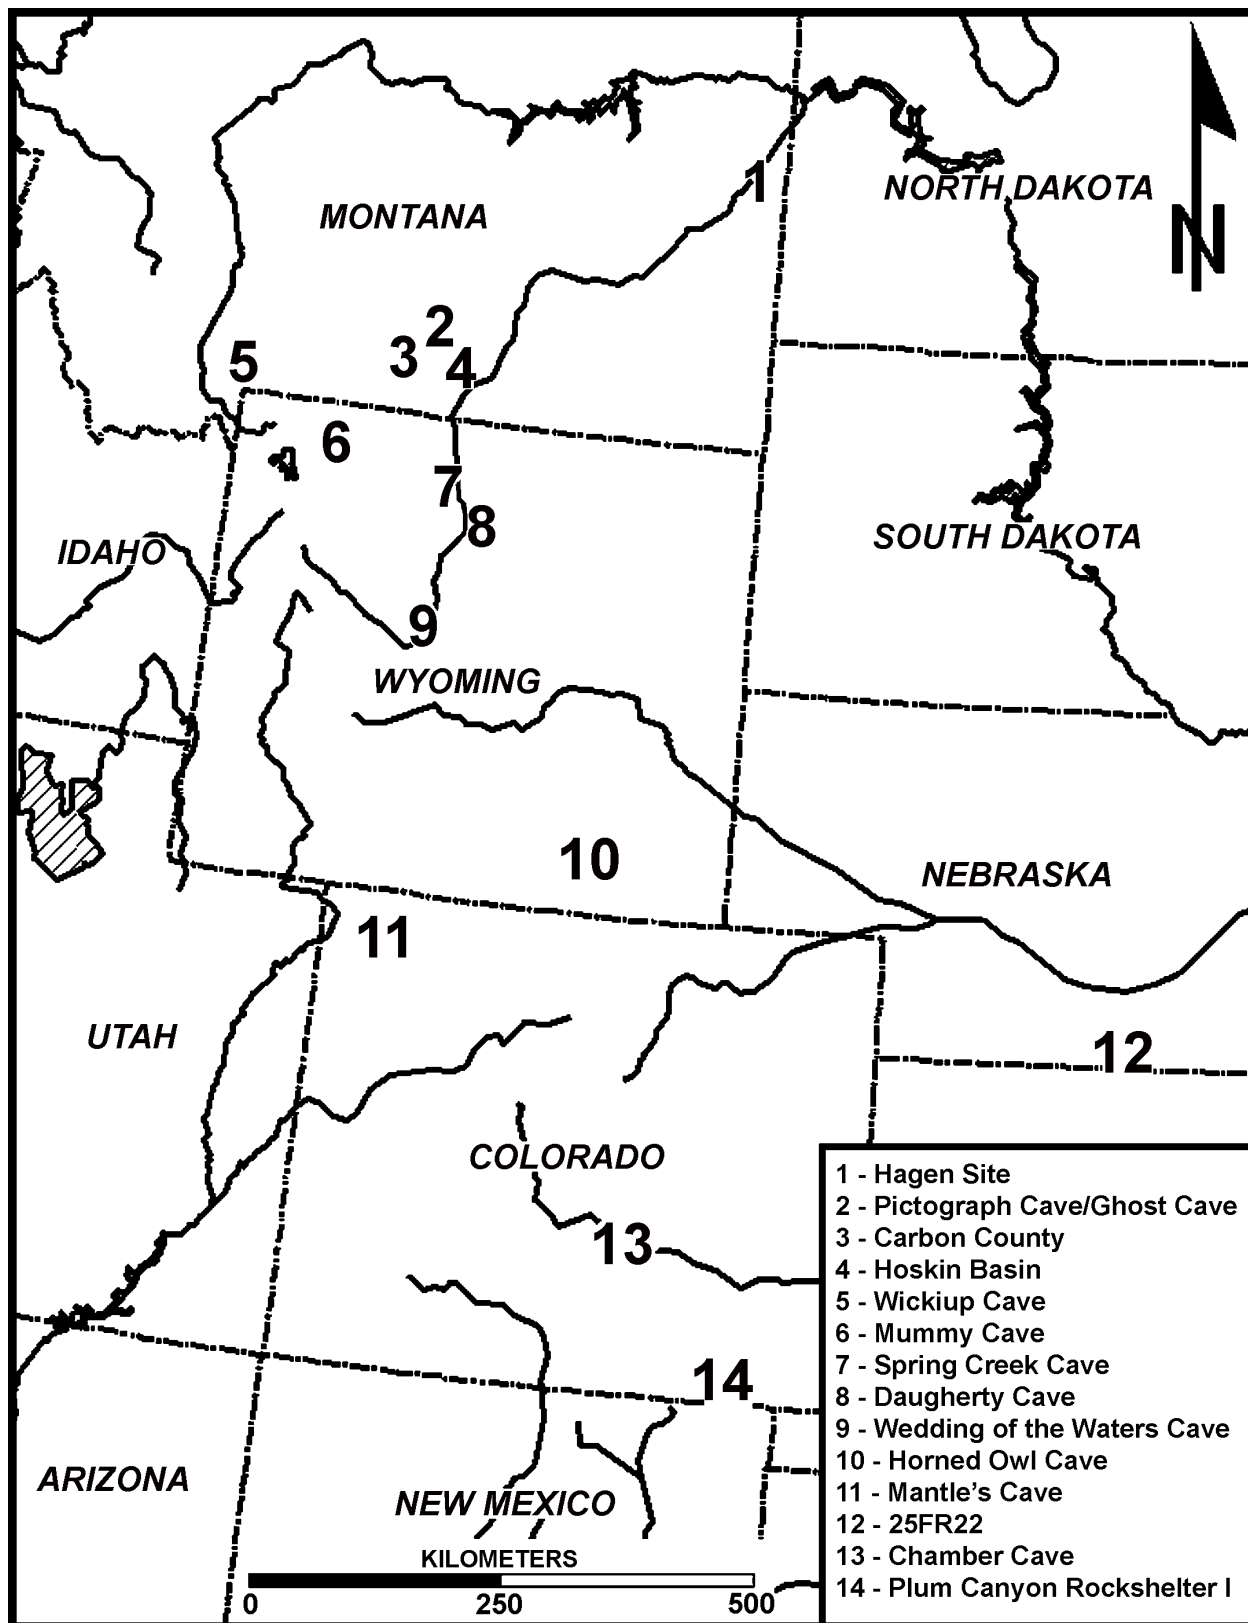 1
NORTH DAKOTA
MONTANA
N
2
3
4
5
6
7
8
SOUTH DAKOTA
IDAHO
9
WYOMING
10
NEBRASKA
11
UTAH
12
COLORADO
13
14
ARIZONA
NEW MEXICO
KILOMETERS
0 250 500
1 - Hagen Site
2 - Pictograph Cave/Ghost Cave
3 - Carbon County
4 - Hoskin Basin
5 - Wickiup Cave
6 - Mummy Cave
7 - Spring Creek Cave
8 - Daugherty Cave
9 - Wedding of the Waters Cave
10 - Horned Owl Cave
11 - Mantle's Cave
12 - 25FR22
13 - Chamber Cave
14 - Plum Canyon Rockshelter I